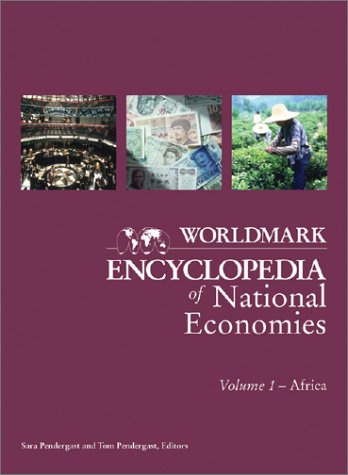 WORLDMARK
ENCYCLOPEDIA
of National
Economies
Volume 1 – Africa
Sara Pendergast and Tom Pendergast, Editors